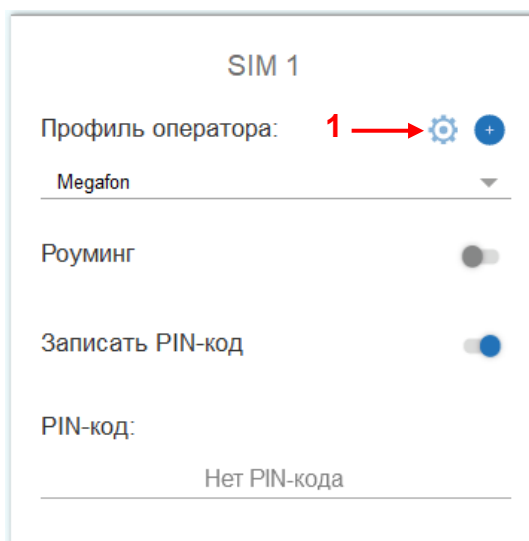 SIM 1
Профиль оператора: 1 +
Megafon
Роуминг
Записать PIN-код
PIN-код:
Нет PIN-кода